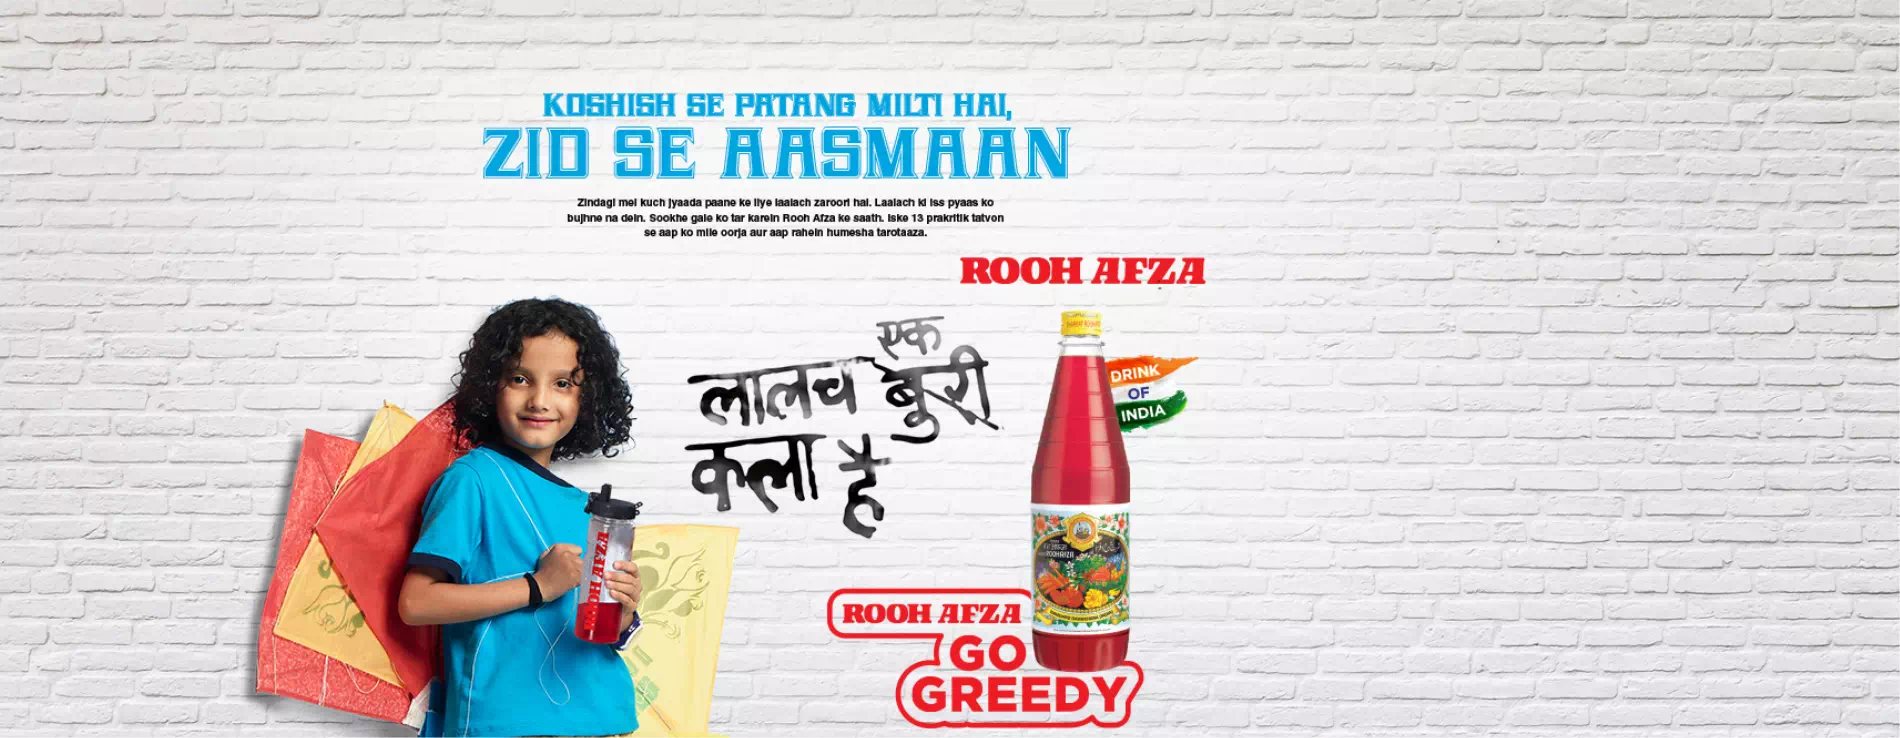 KOSHISH SE PATANG MILTI HAI,
ZID SE AASMAAN
Zindagi mei kuch jyaada paane ke liye laalach zaroori hai. Laalach ki iss pyaas ko
bujhne na dein. Sookhe gale ko tar karein Rooh Afza ke saath. Iske 13 prakritik tatvon
se aap ko mile oorja aur aap rahein humesha tarotaaza.
ROOH AFZA
एक
लालच बुरी
कला है
DRINK
OF
INDIA
ROOH AFZA
ROOHAFZA
ROOH AFZA
GO
GREEDY